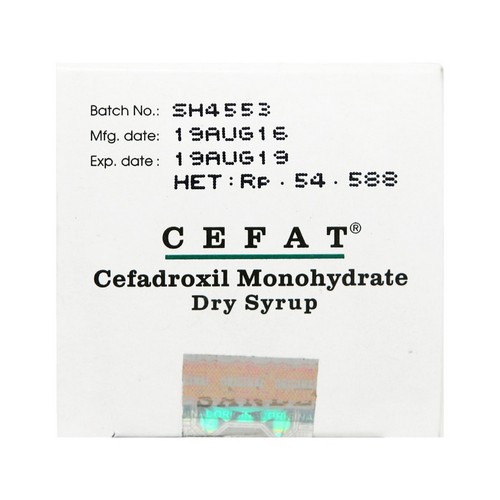 Batch No.: SH4553
Mfg. date: 19AUG16
Exp. date: 19AUG19
HET : Rp . 54 . 588
CEFAT®
Cefadroxil Monohydrate
Dry Syrup